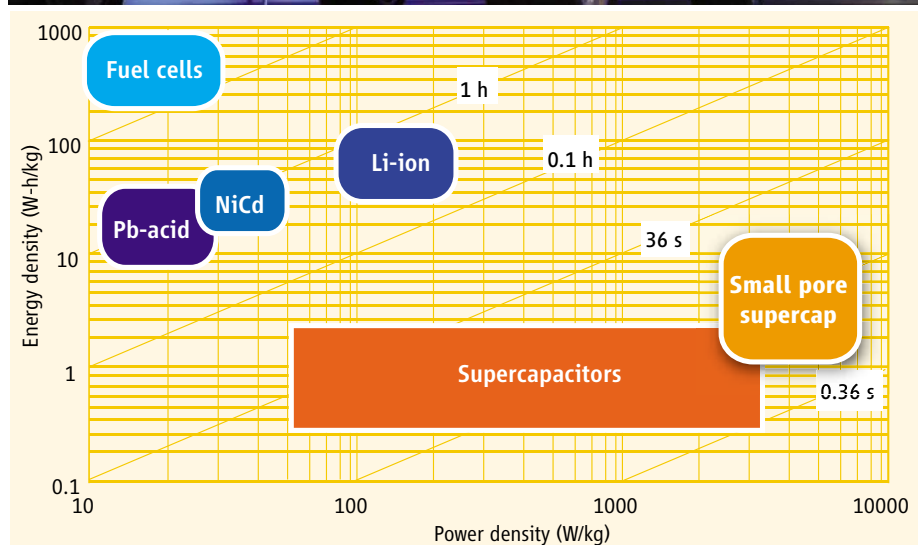 1000
Fuel cells
1 h
100
Li-ion
0.1 h
NiCd
Pb-acid
36 s
10
Small pore
supercap
Energy density (W-h/kg)
1
Supercapacitors
0.36 s
0.1
10
100
1000
10000
Power density (W/kg)